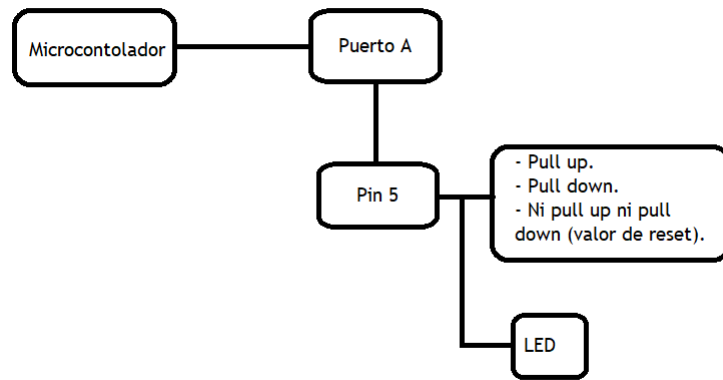 Microcontolador
Puerto A
Pin 5
- Pull up.
- Pull down.
- Ni pull up ni pull
down (valor de reset).
LED